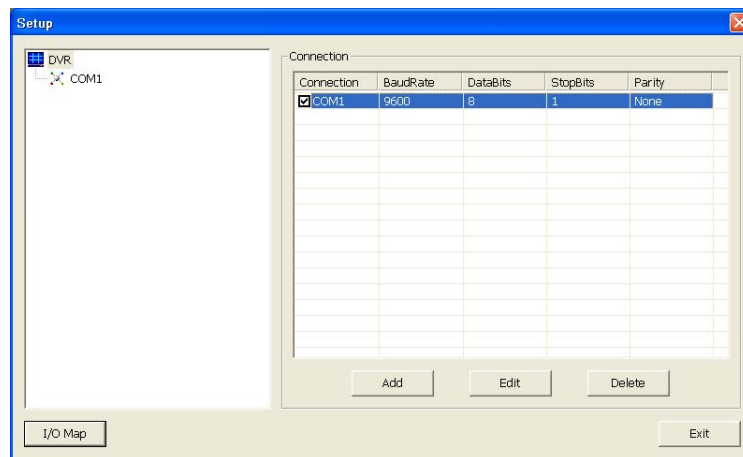 Setup
DVR
COM1
Connection
Connection BaudRate DataBits StopBits Parity
COM1 9600 8 1 None
Add Edit Delete
I/O Map Exit